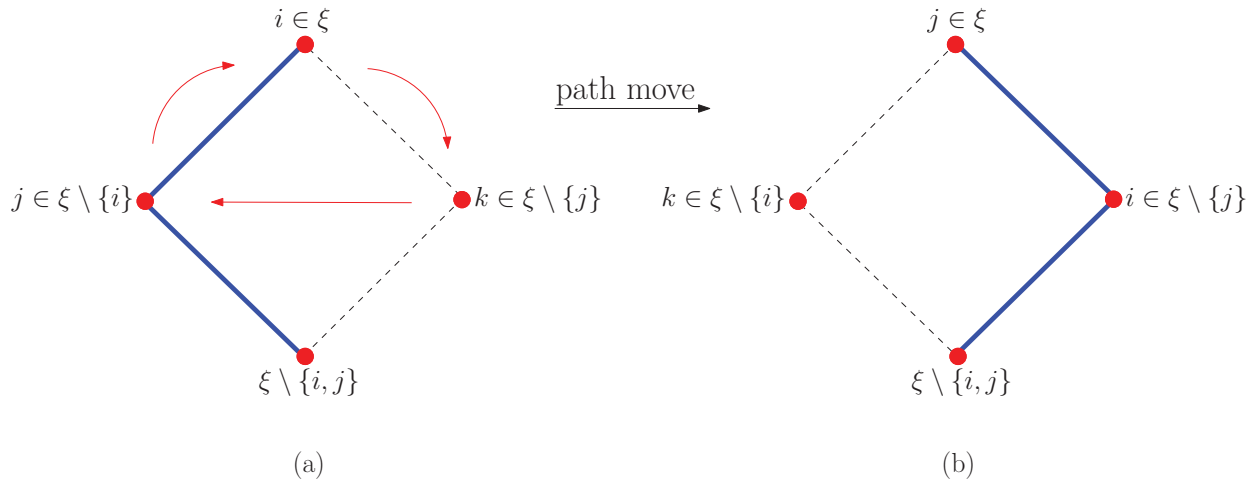 i ∈ ξ
j ∈ ξ
path move
j ∈ ξ \ {i}
k ∈ ξ \ {j}
k ∈ ξ \ {i}
i ∈ ξ \ {j}
ξ \ {i, j}
ξ \ {i, j}
(a)
(b)